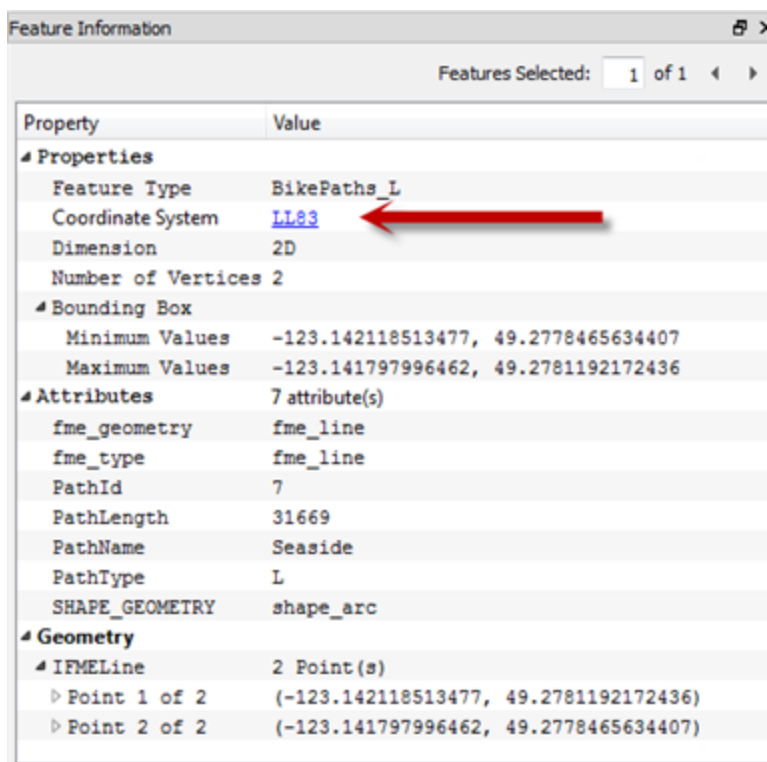 Feature Information
Features Selected: 1 of 1
Property Value
Properties
Feature Type BikePaths_L
Coordinate System LL83
Dimension 2D
Number of Vertices 2
Bounding Box
Minimum Values -123.142118513477, 49.2778465634407
Maximum Values -123.141797996462, 49.2781192172436
Attributes 7 attribute(s)
fme_geometry fme_line
fme_type fme_line
PathId 7
PathLength 31669
PathName Seaside
PathType L
SHAPE_GEOMETRY shape_arc
Geometry
IFMELine 2 Point(s)
Point 1 of 2 (-123.142118513477, 49.2781192172436)
Point 2 of 2 (-123.141797996462, 49.2778465634407)